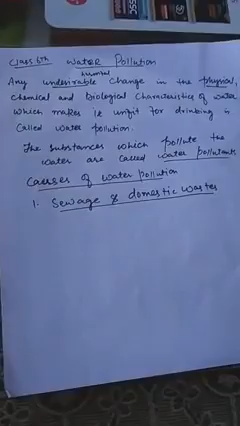 Class 6th Water Pollution
Any undesirable change in the physical,
chemical and Biological Characteristics of water
which makes it unfit for drinking is
Called water pollution.
The Substances which pollute the
water are called water pollutants
Causes of water pollution
1. Sewage & domestic wastes